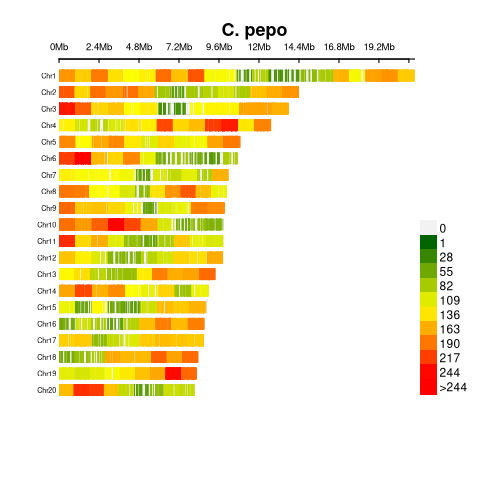 C. pepo
0Mb 2.4Mb 4.8Mb 7.2Mb 9.6Mb 12Mb 14.4Mb 16.8Mb 19.2Mb
Chr1
Chr2
Chr3
Chr4
Chr5
Chr6
Chr7
Chr8
Chr9
Chr10
Chr11
Chr12
Chr13
Chr14
Chr15
Chr16
Chr17
Chr18
Chr19
Chr20
0
1
28
55
82
109
136
163
190
217
244
>244